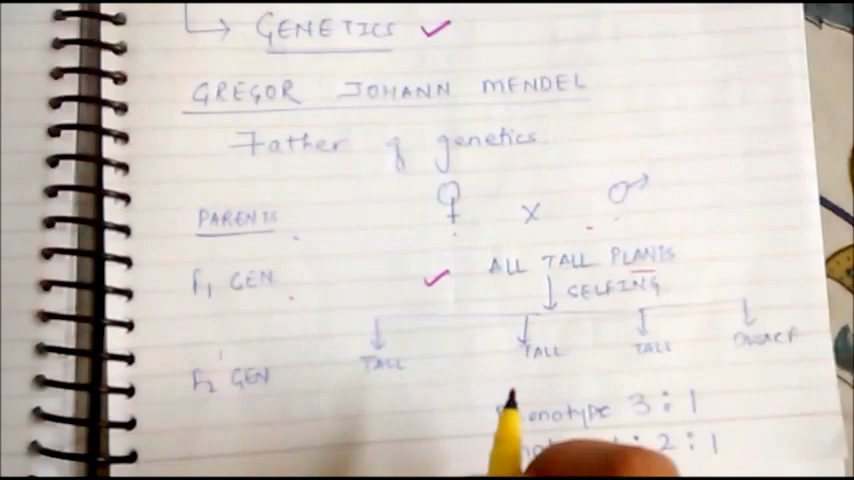 GENETICS
GREGOR JOHANN MENDEL
Father of genetics
PARENTS ♀ X ♂
F1 GEN ALL TALL PLANTS
SELFING
F2 GEN TALL TALL TALL DWARF
3:1
2:1